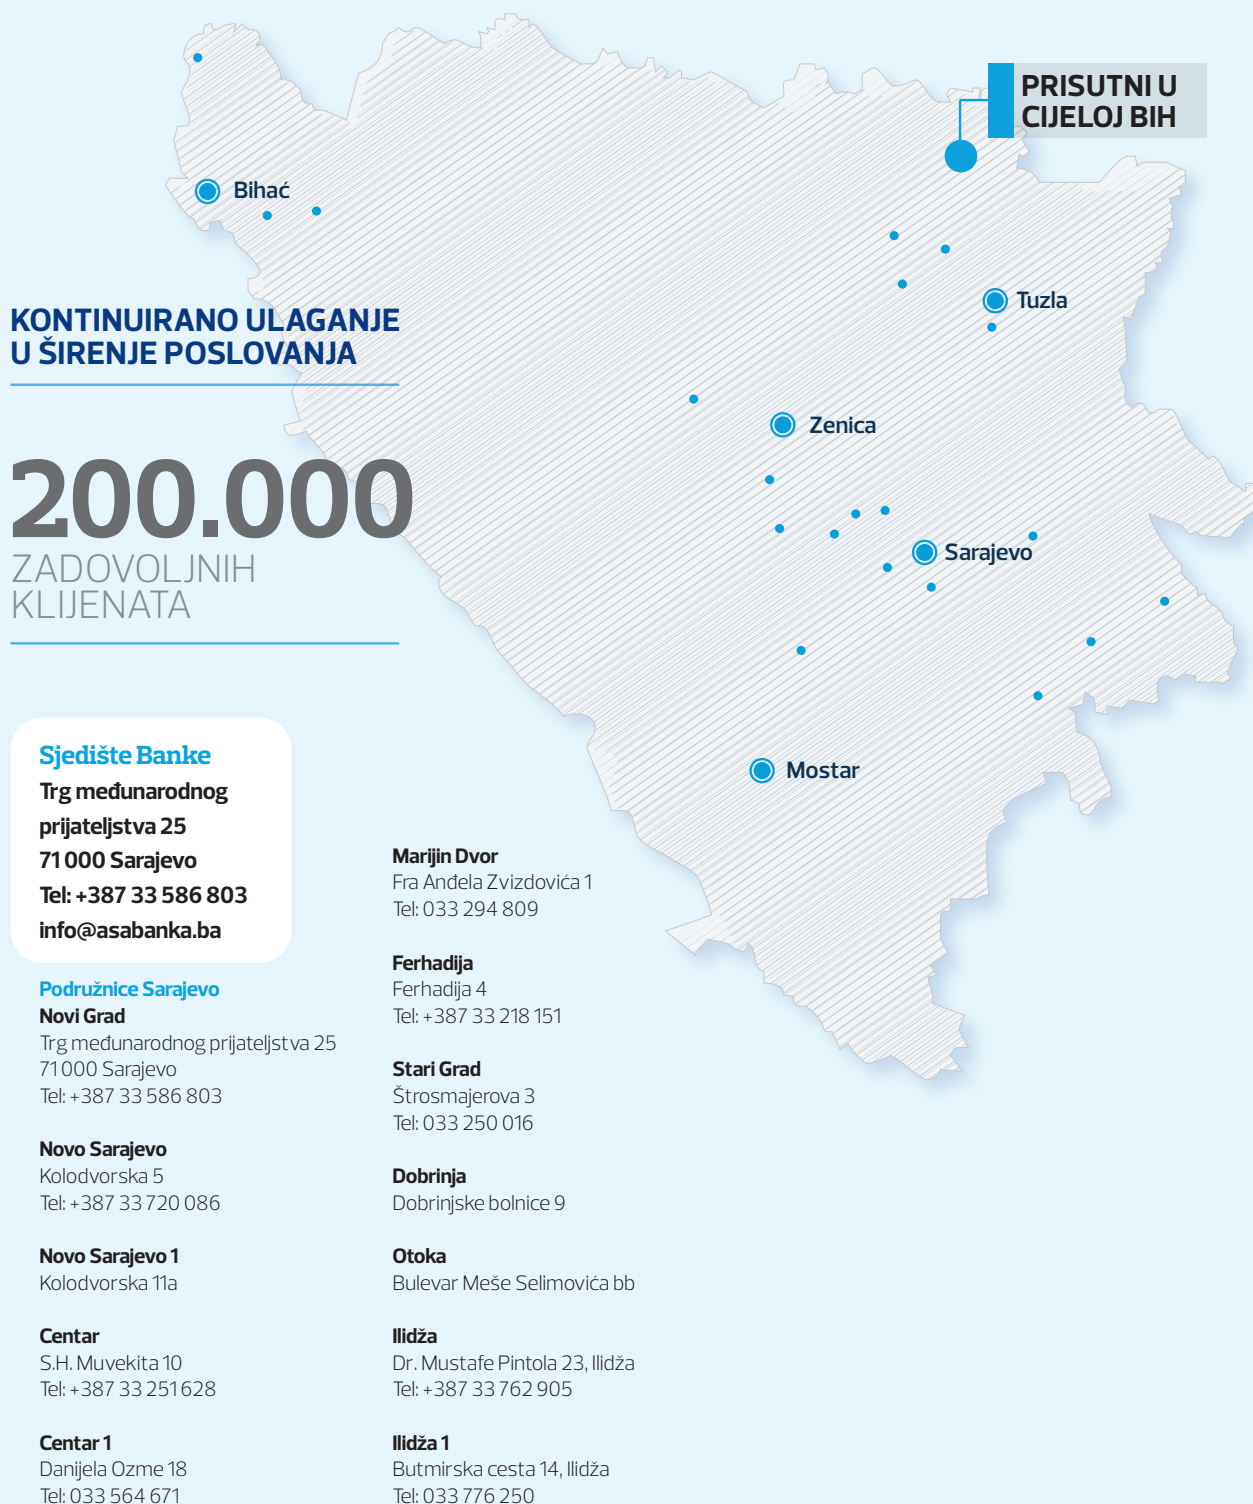 PRISUTNI U
CIJELOJ BIH
Bihać
Tuzla
Zenica
Sarajevo
Mostar
KONTINUIRANO ULAGANJE
U ŠIRENJE POSLOVANJA
200.000
ZADOVOLJNIH
KLIJENATA
Sjedište Banke
Trg međunarodnog
prijateljstva 25
71 000 Sarajevo
Tel: +387 33 586 803
info@asabanka.ba
Podružnice Sarajevo
Novi Grad
Trg međunarodnog prijateljstva 25
71 000 Sarajevo
Tel: +387 33 586 803
Novo Sarajevo
Kolodvorska 5
Tel: +387 33 720 086
Novo Sarajevo 1
Kolodvorska 11a
Centar
S.H. Muvekita 10
Tel: +387 33 251 628
Centar 1
Danijela Ozme 18
Tel: 033 564 671
Marijin Dvor
Fra Anđela Zvizdovića 1
Tel: 033 294 809
Ferhadija
Ferhadija 4
Tel: +387 33 218 151
Stari Grad
Štrosmajerova 3
Tel: 033 250 016
Dobrinja
Dobrinjske bolnice 9
Otoka
Bulevar Meše Selimovića bb
Ilidža
Dr. Mustafe Pintola 23, Ilidža
Tel: +387 33 762 905
Ilidža 1
Butmirska cesta 14, Ilidža
Tel: 033 776 250